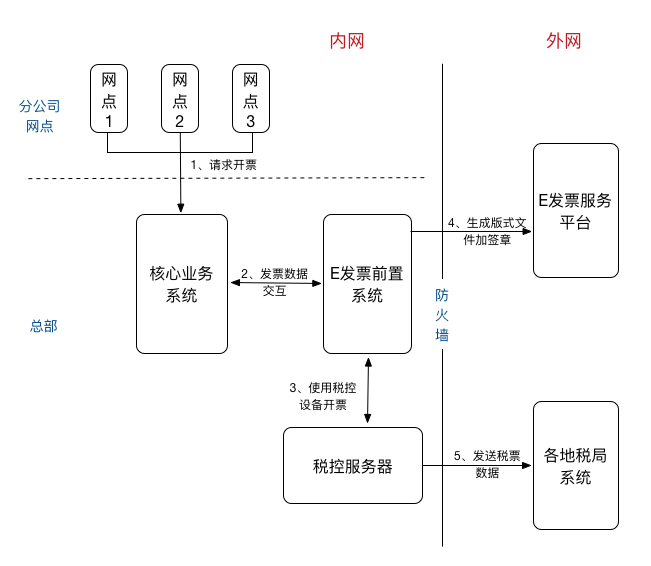 内网
外网
网
点
1
网
点
2
网
点
3
分公司
网点
1、请求开票
E发票服务
平台
4、生成版式文
件加签章
核心业务
系统
2、发票数据
交互
E发票前置
系统
防
火
墙
总部
3、使用税控
设备开票
税控服务器
5、发送税票
数据
各地税局
系统